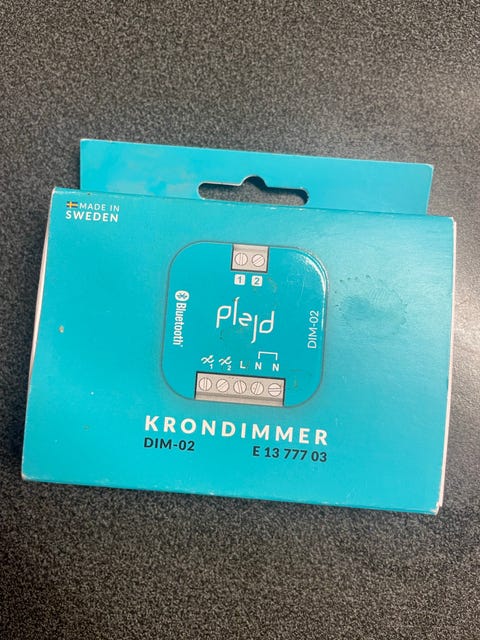 MADE IN
SWEDEN
1 2
Bluetooth
plejd
DIM-02
1 2 L N N
KRONDIMMER
DIM-02 E 13 777 03